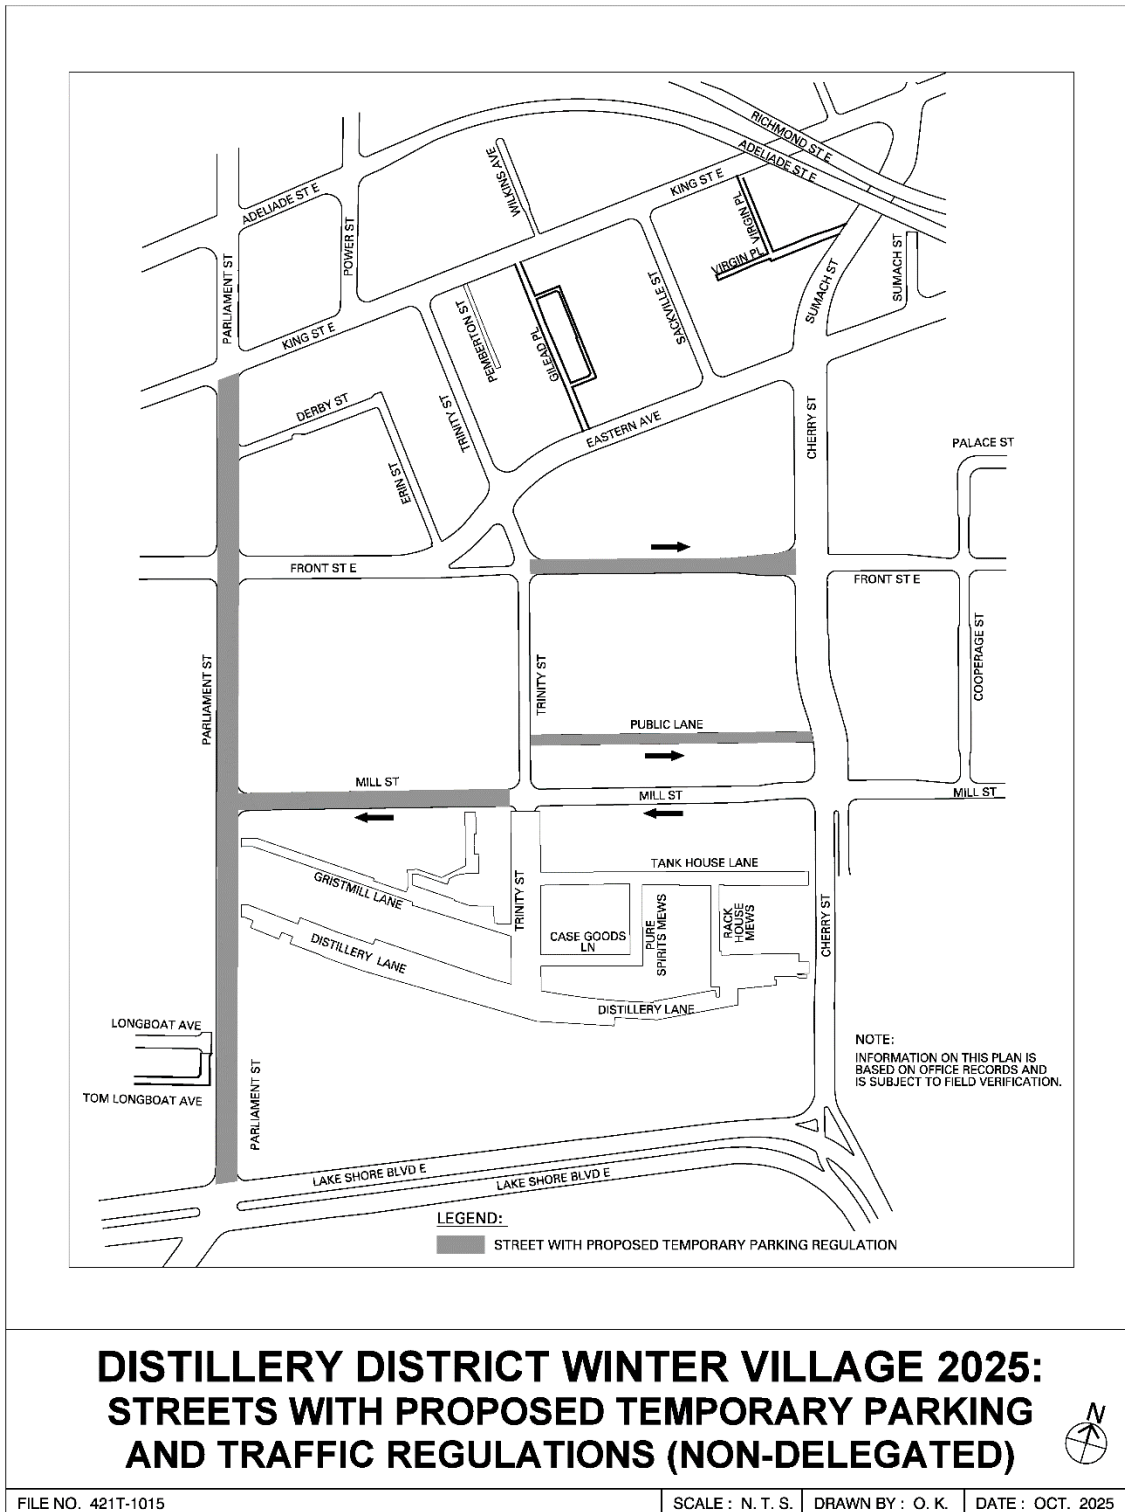 RICHMOND ST E
ADELIADE ST E
WILKINS AVE
KING ST E
ADELIADE ST E
VIRGIN PL
POWER ST
VIRGIN PL
SUMACH ST
SUMACH ST
PARLIAMENT ST
SACKVILLE ST
PEMBERTON ST
KING ST E
GILEAD PL
DERBY ST
TRINITY ST
EASTERN AVE
CHERRY ST
PALACE ST
ERIN ST
FRONT ST E
FRONT ST E
COOPERAGE ST
PARLIAMENT ST
TRINITY ST
PUBLIC LANE
MILL ST
MILL ST
MILL ST
TANK HOUSE LANE
GRISTMILL LANE
TRINITY ST
CASE GOODS
LN
PURE
SPIRITS MEWS
RACK
HOUSE
MEWS
CHERRY ST
DISTILLERY LANE
DISTILLERY LANE
LONGBOAT AVE
TOM LONGBOAT AVE
PARLIAMENT ST
NOTE:
INFORMATION ON THIS PLAN IS
BASED ON OFFICE RECORDS AND
IS SUBJECT TO FIELD VERIFICATION.
LAKE SHORE BLVD E
LAKE SHORE BLVD E
LEGEND:
STREET WITH PROPOSED TEMPORARY PARKING REGULATION
DISTILLERY DISTRICT WINTER VILLAGE 2025:
STREETS WITH PROPOSED TEMPORARY PARKING
AND TRAFFIC REGULATIONS (NON-DELEGATED)
N
FILE NO. 421T-1015
SCALE : N. T. S.
DRAWN BY : O. K.
DATE : OCT. 2025